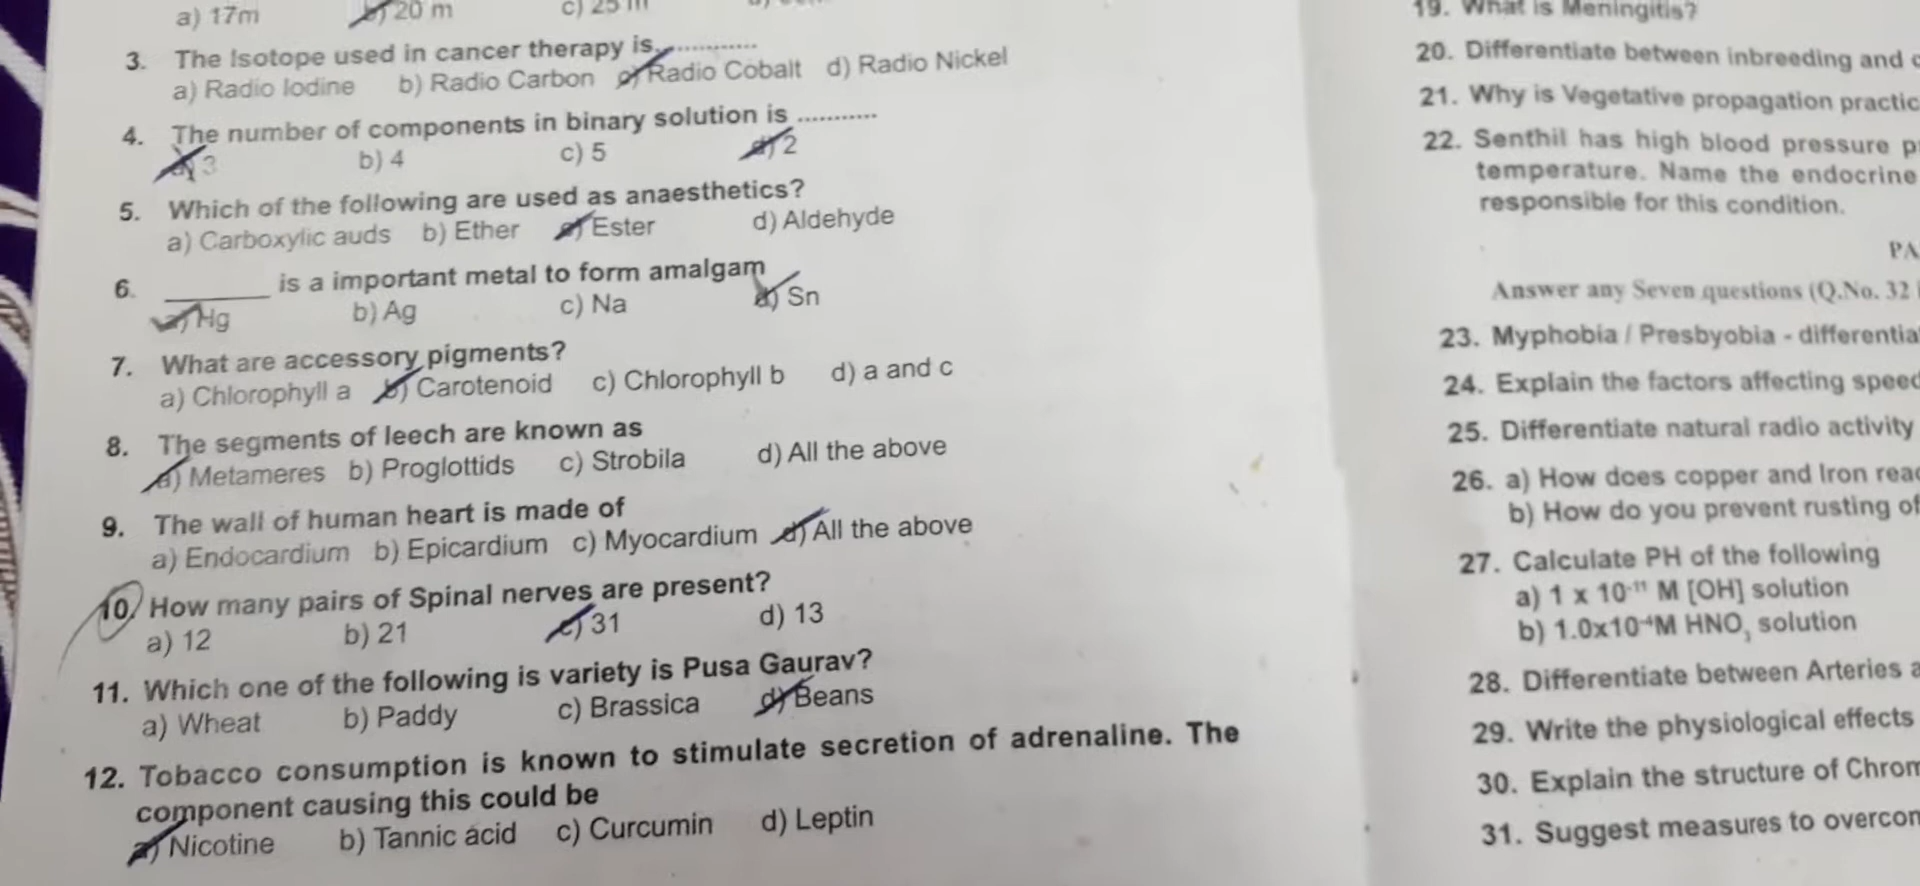 a) 17m b) 20 m c) 25 m
3. The Isotope used in cancer therapy is............
a) Radio Iodine b) Radio Carbon c) Radio Cobalt d) Radio Nickel
4. The number of components in binary solution is ...........
a) 3 b) 4 c) 5 d) 2
5. Which of the following are used as anaesthetics?
a) Carboxylic auds b) Ether c) Ester d) Aldehyde
6. ________ is a important metal to form amalgam
a) Hg b) Ag c) Na d) Sn
7. What are accessory pigments?
a) Chlorophyll a b) Carotenoid c) Chlorophyll b d) a and c
8. The segments of leech are known as
a) Metameres b) Proglottids c) Strobila d) All the above
9. The wall of human heart is made of
a) Endocardium b) Epicardium c) Myocardium d) All the above
10. How many pairs of Spinal nerves are present?
a) 12 b) 21 c) 31 d) 13
11. Which one of the following is variety is Pusa Gaurav?
a) Wheat b) Paddy c) Brassica d) Beans
12. Tobacco consumption is known to stimulate secretion of adrenaline. The
component causing this could be
a) Nicotine b) Tannic acid c) Curcumin d) Leptin
19. What is Meningitis?
20. Differentiate between inbreeding and
21. Why is Vegetative propagation practic
22. Senthil has high blood pressure
temperature. Name the endocrine
responsible for this condition.
PA
Answer any Seven questions (Q.No. 32
23. Myphobia / Presbyobia - differentia
24. Explain the factors affecting speed
25. Differentiate natural radio activity
26. a) How does copper and Iron rea
b) How do you prevent rusting of
27. Calculate PH of the following
a) 1 x 10⁻¹¹ M [OH] solution
b) 1.0x10⁻⁴M HNO₃ solution
28. Differentiate between Arteries a
29. Write the physiological effects
30. Explain the structure of Chrom
31. Suggest measures to overcom